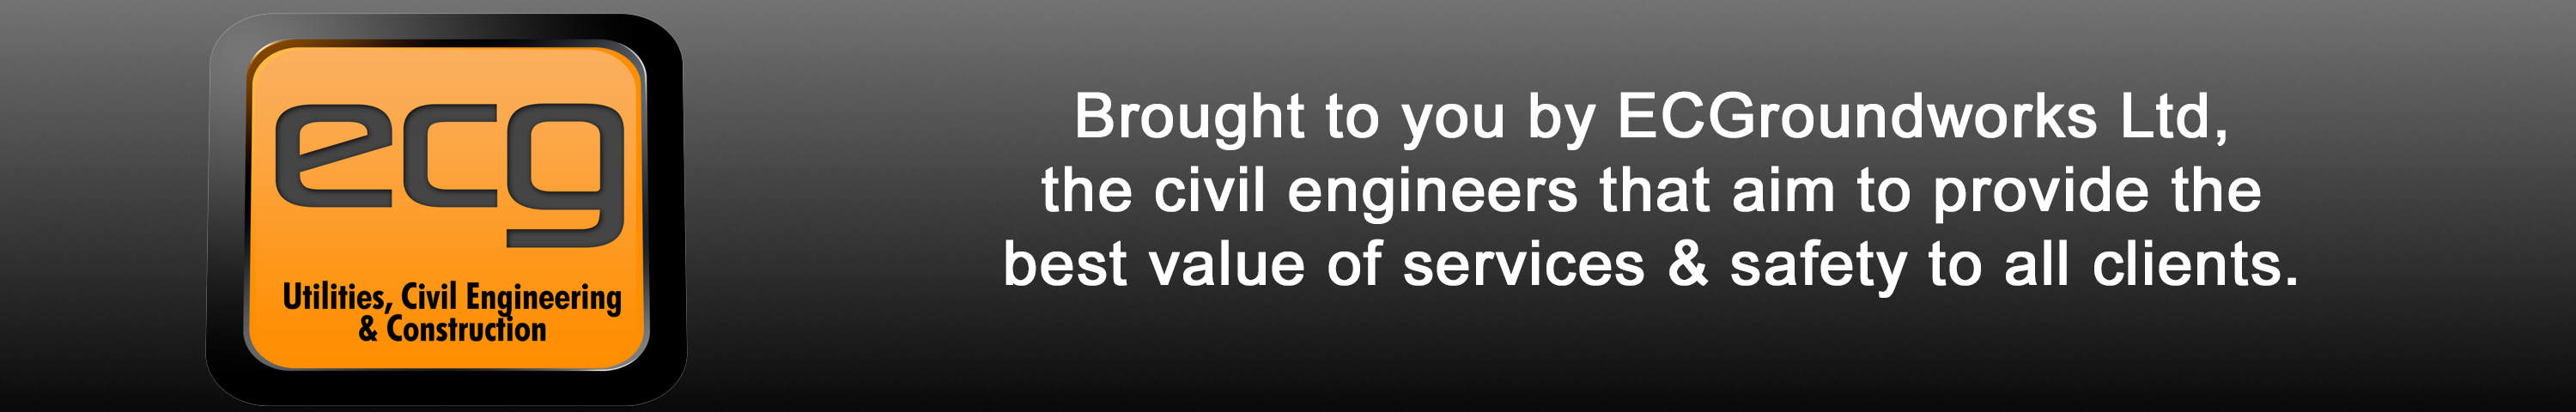 ecg
Utilities, Civil Engineering
& Construction
Brought to you by ECGroundworks Ltd,
the civil engineers that aim to provide the
best value of services & safety to all clients.